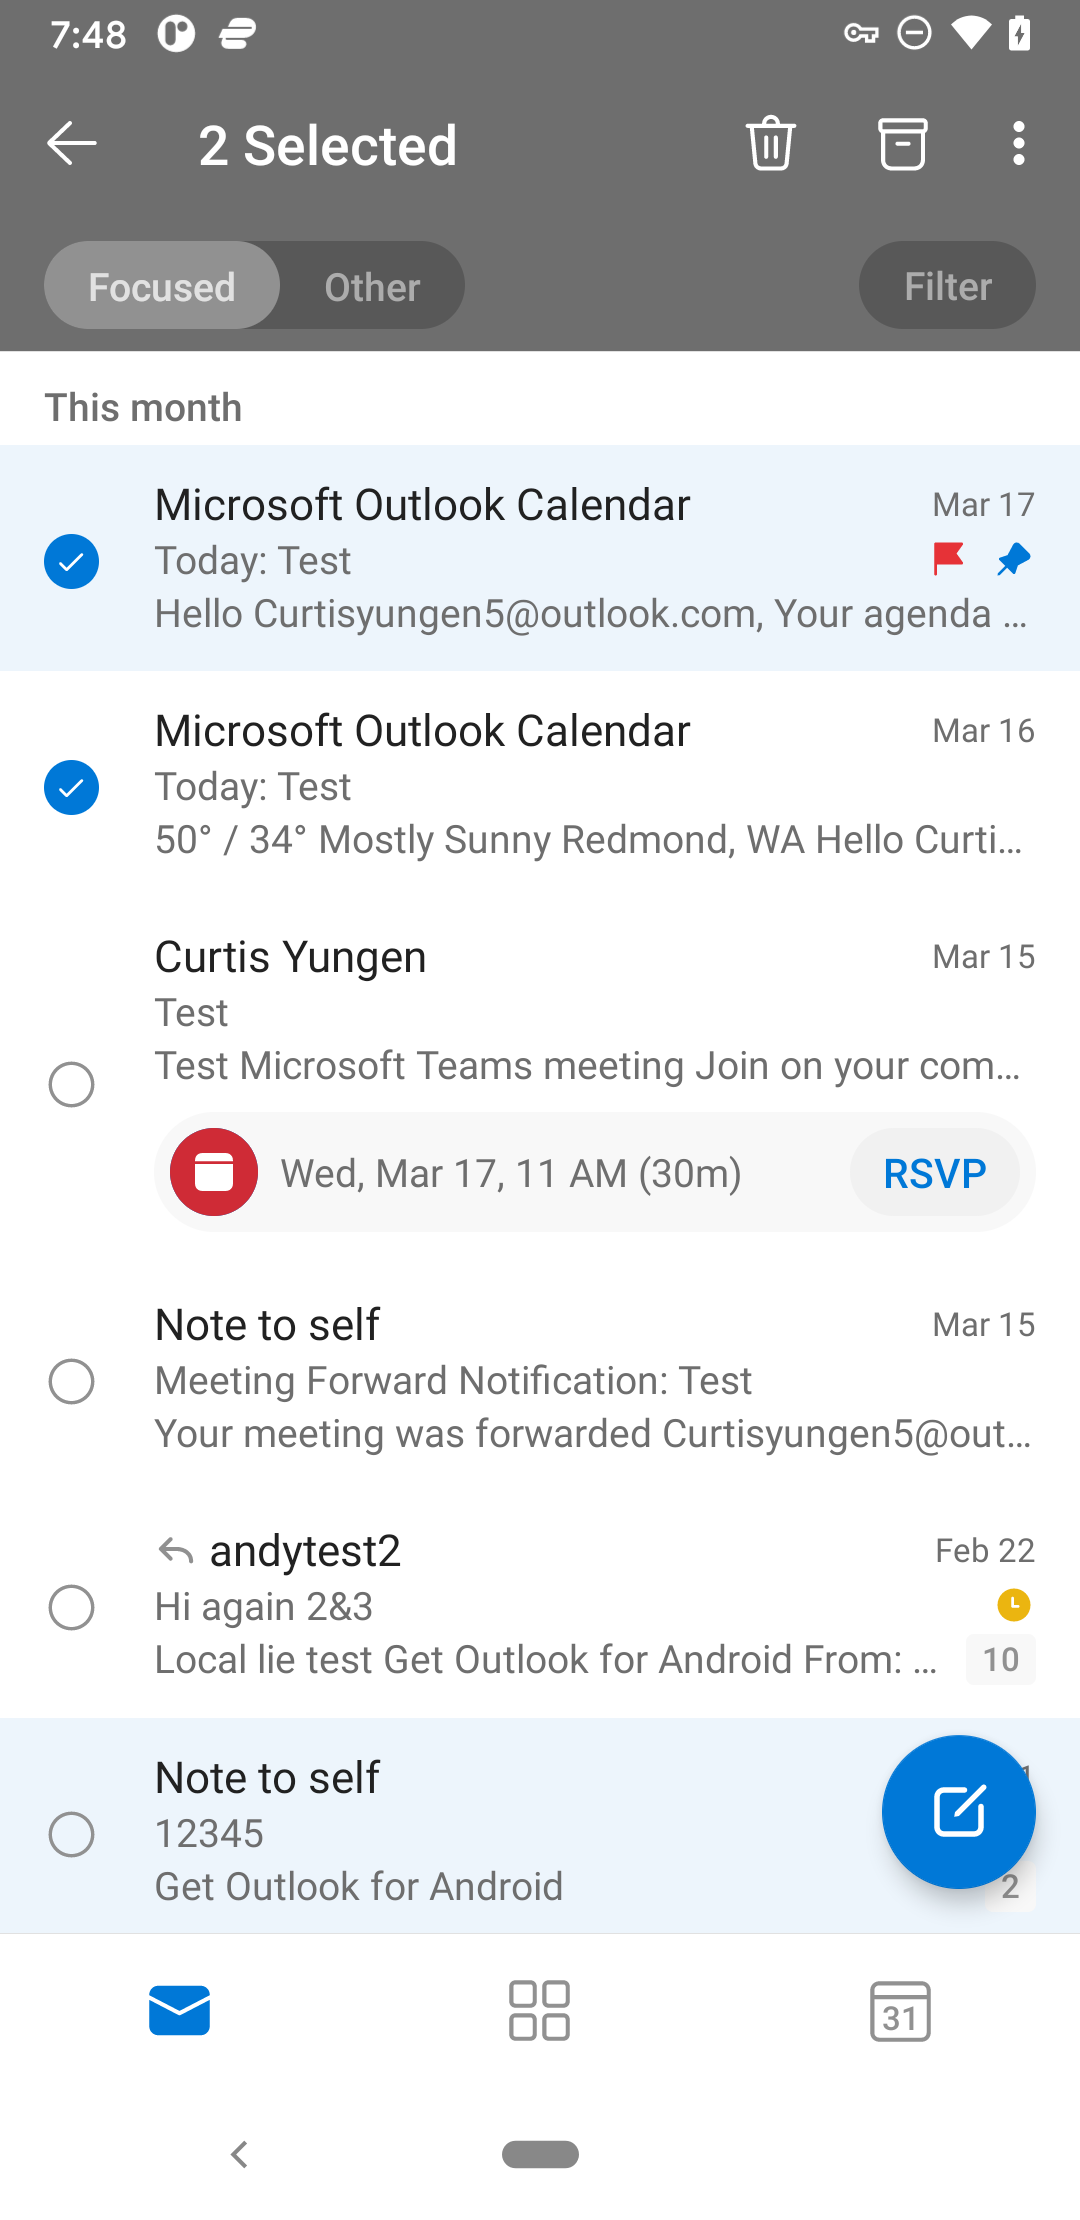 7:48
2 Selected
Focused Other Filter
This month
Microsoft Outlook Calendar Mar 17
Today: Test
Hello Curtisyungen5@outlook.com, Your agenda ...
Microsoft Outlook Calendar Mar 16
Today: Test
50° / 34° Mostly Sunny Redmond, WA Hello Curti...
Curtis Yungen Mar 15
Test
Test Microsoft Teams meeting Join on your com...
Wed, Mar 17, 11 AM (30m) RSVP
Note to self Mar 15
Meeting Forward Notification: Test
Your meeting was forwarded Curtisyungen5@out...
andytest2 Feb 22
Hi again 2&3
Local lie test Get Outlook for Android From: ... 10
Note to self
12345
Get Outlook for Android 2
31